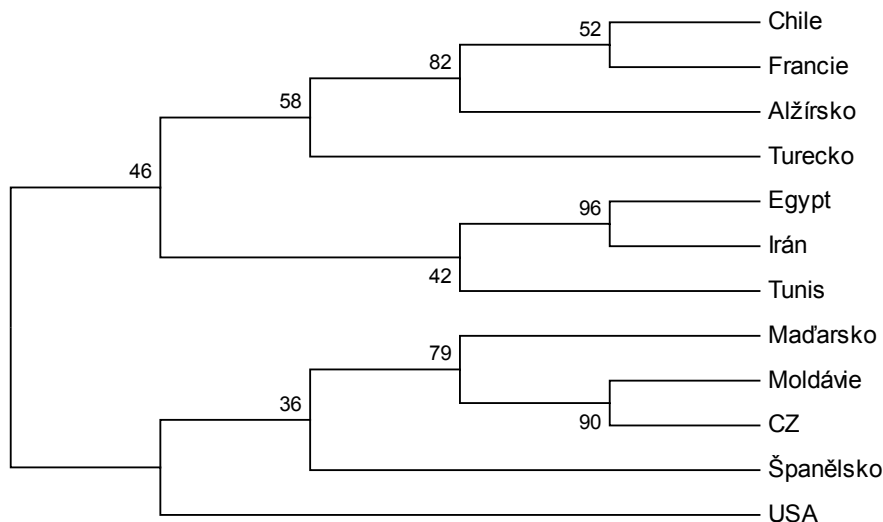 Chile
52
Francie
82
Alžírsko
58
Turecko
46
Egypt
96
Irán
42
Tunis
Maďarsko
79
Moldávie
36
90
CZ
Španělsko
USA